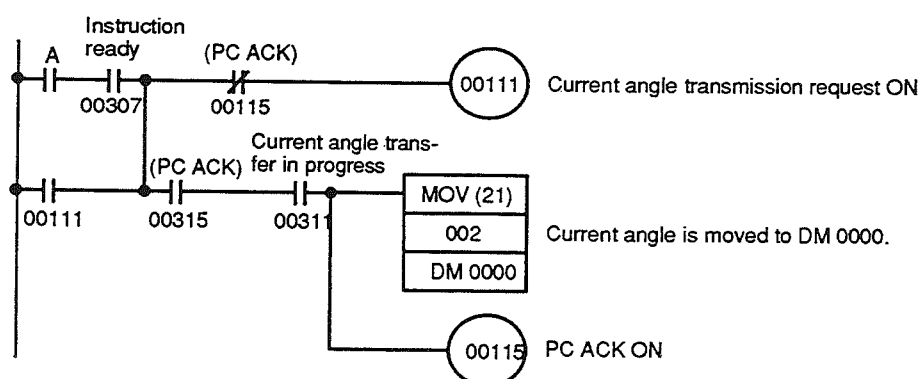 Instruction
ready
A
(PC ACK)
00307
00115
00111
Current angle transmission request ON
Current angle trans-
fer in progress
(PC ACK)
00111
00315
00311
MOV (21)
002
DM 0000
Current angle is moved to DM 0000.
00115
PC ACK ON